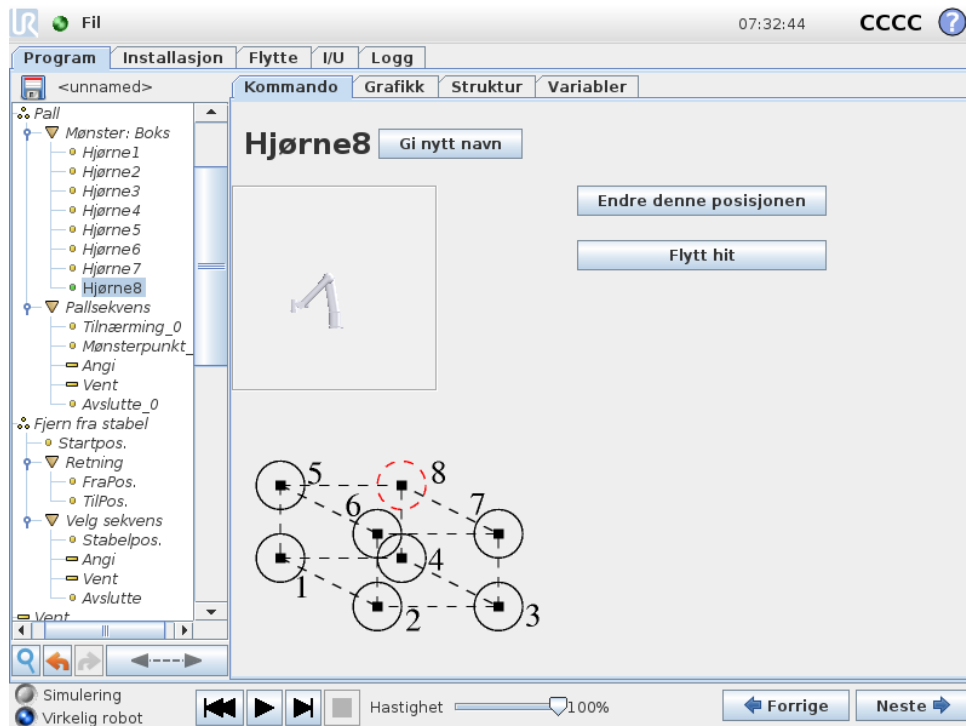 UR Fil 07:32:44 CCCC ?
Program Installasjon Flytte I/U Logg
<unnamed>
Kommando Grafikk Struktur Variabler
Pall
Mønster: Boks
Hjørne1
Hjørne2
Hjørne3
Hjørne4
Hjørne5
Hjørne6
Hjørne7
Hjørne8
Pallsekvens
Tilnærming_0
Mønsterpunkt_
Angi
Vent
Avslutte_0
Fjern fra stabel
Startpos.
Retning
FraPos.
TilPos.
Velg sekvens
Stabelpos.
Angi
Vent
Avslutte
Vent
Hjørne8 Gi nytt navn
Endre denne posisjonen
Flytt hit
5 8
6 7
4
1
2 3
Simulering
Virkelig robot
Hastighet 100%
Forrige Neste